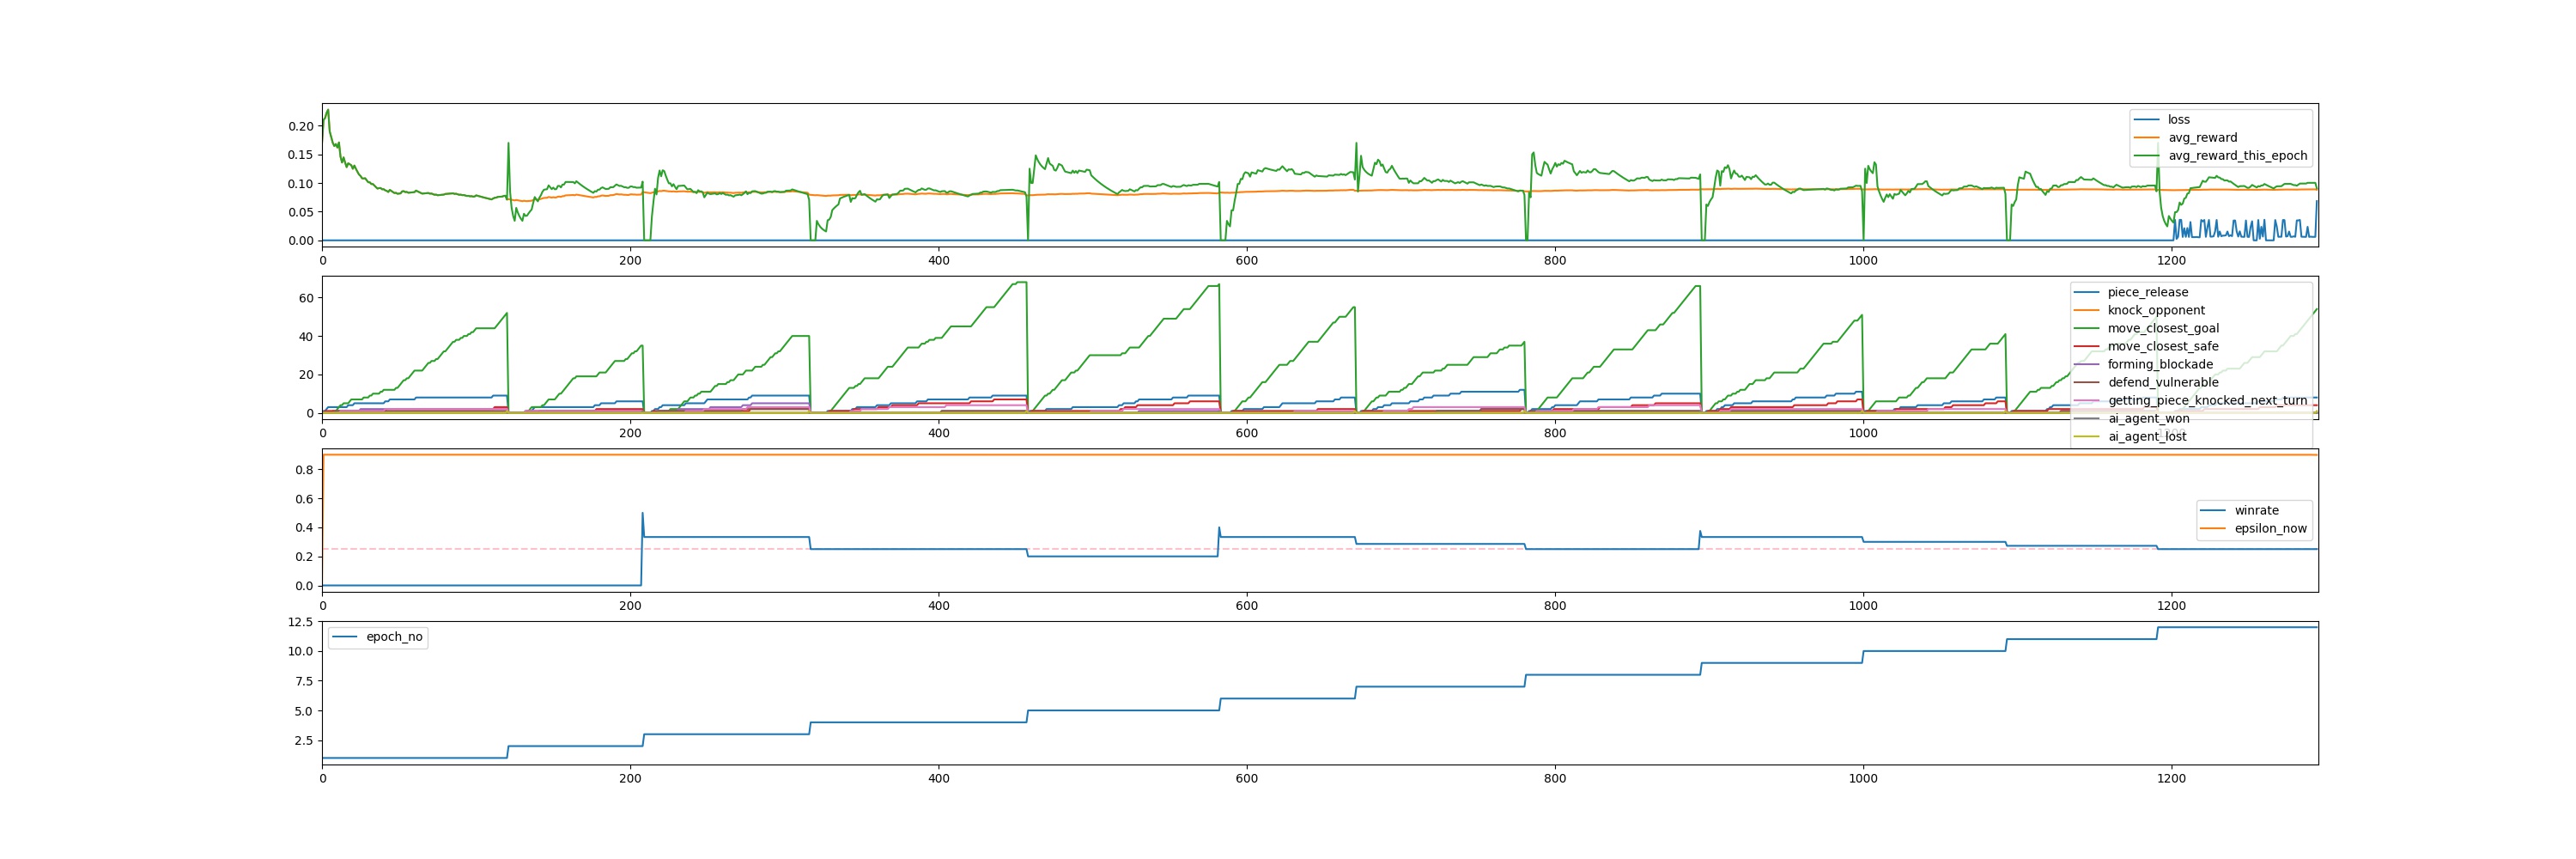 0.20
0.15
0.10
0.05
0.00
loss
avg_reward
avg_reward_this_epoch
0 200 400 600 800 1000 1200
60
40
20
0
piece_release
knock_opponent
move_closest_goal
move_closest_safe
forming_blockade
defend_vulnerable
getting_piece_knocked_next_turn
ai_agent_won
ai_agent_lost
0 200 400 600 800 1000 1200
0.8
0.6
0.4
0.2
0.0
winrate
epsilon_now
0 200 400 600 800 1000 1200
12.5
10.0
7.5
5.0
2.5
epoch_no
0 200 400 600 800 1000 1200